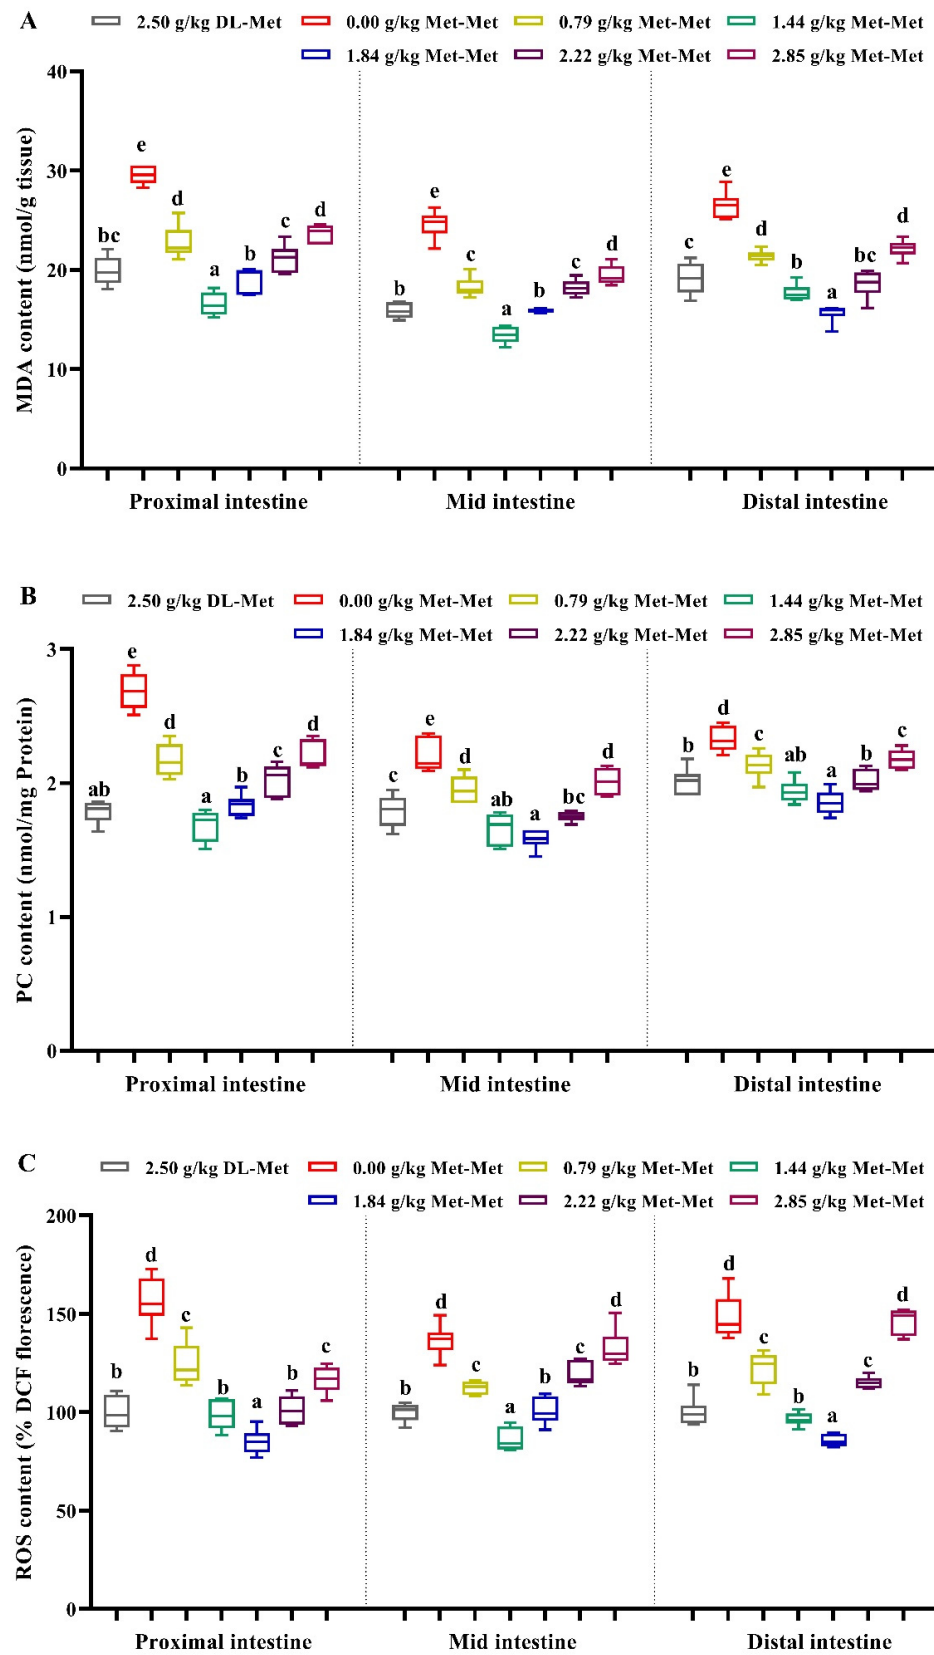 A
2.50 g/kg DL-Met 0.00 g/kg Met-Met 0.79 g/kg Met-Met 1.44 g/kg Met-Met
1.84 g/kg Met-Met 2.22 g/kg Met-Met 2.85 g/kg Met-Met
MDA content (nmol/g tissue)
40
30
20
10
0
bc e d a b c d
b e c a b c d
c e d b a bc d
Proximal intestine Mid intestine Distal intestine
B
2.50 g/kg DL-Met 0.00 g/kg Met-Met 0.79 g/kg Met-Met 1.44 g/kg Met-Met
1.84 g/kg Met-Met 2.22 g/kg Met-Met 2.85 g/kg Met-Met
PC content (nmol/mg Protein)
3
2
1
0
ab e d a b c d
c e d ab a bc d
b d c ab a b c
Proximal intestine Mid intestine Distal intestine
C
2.50 g/kg DL-Met 0.00 g/kg Met-Met 0.79 g/kg Met-Met 1.44 g/kg Met-Met
1.84 g/kg Met-Met 2.22 g/kg Met-Met 2.85 g/kg Met-Met
ROS content (% DCF florescence)
200
150
100
50
0
b d c b a b c
b d c a b c d
b d c b a c d
Proximal intestine Mid intestine Distal intestine